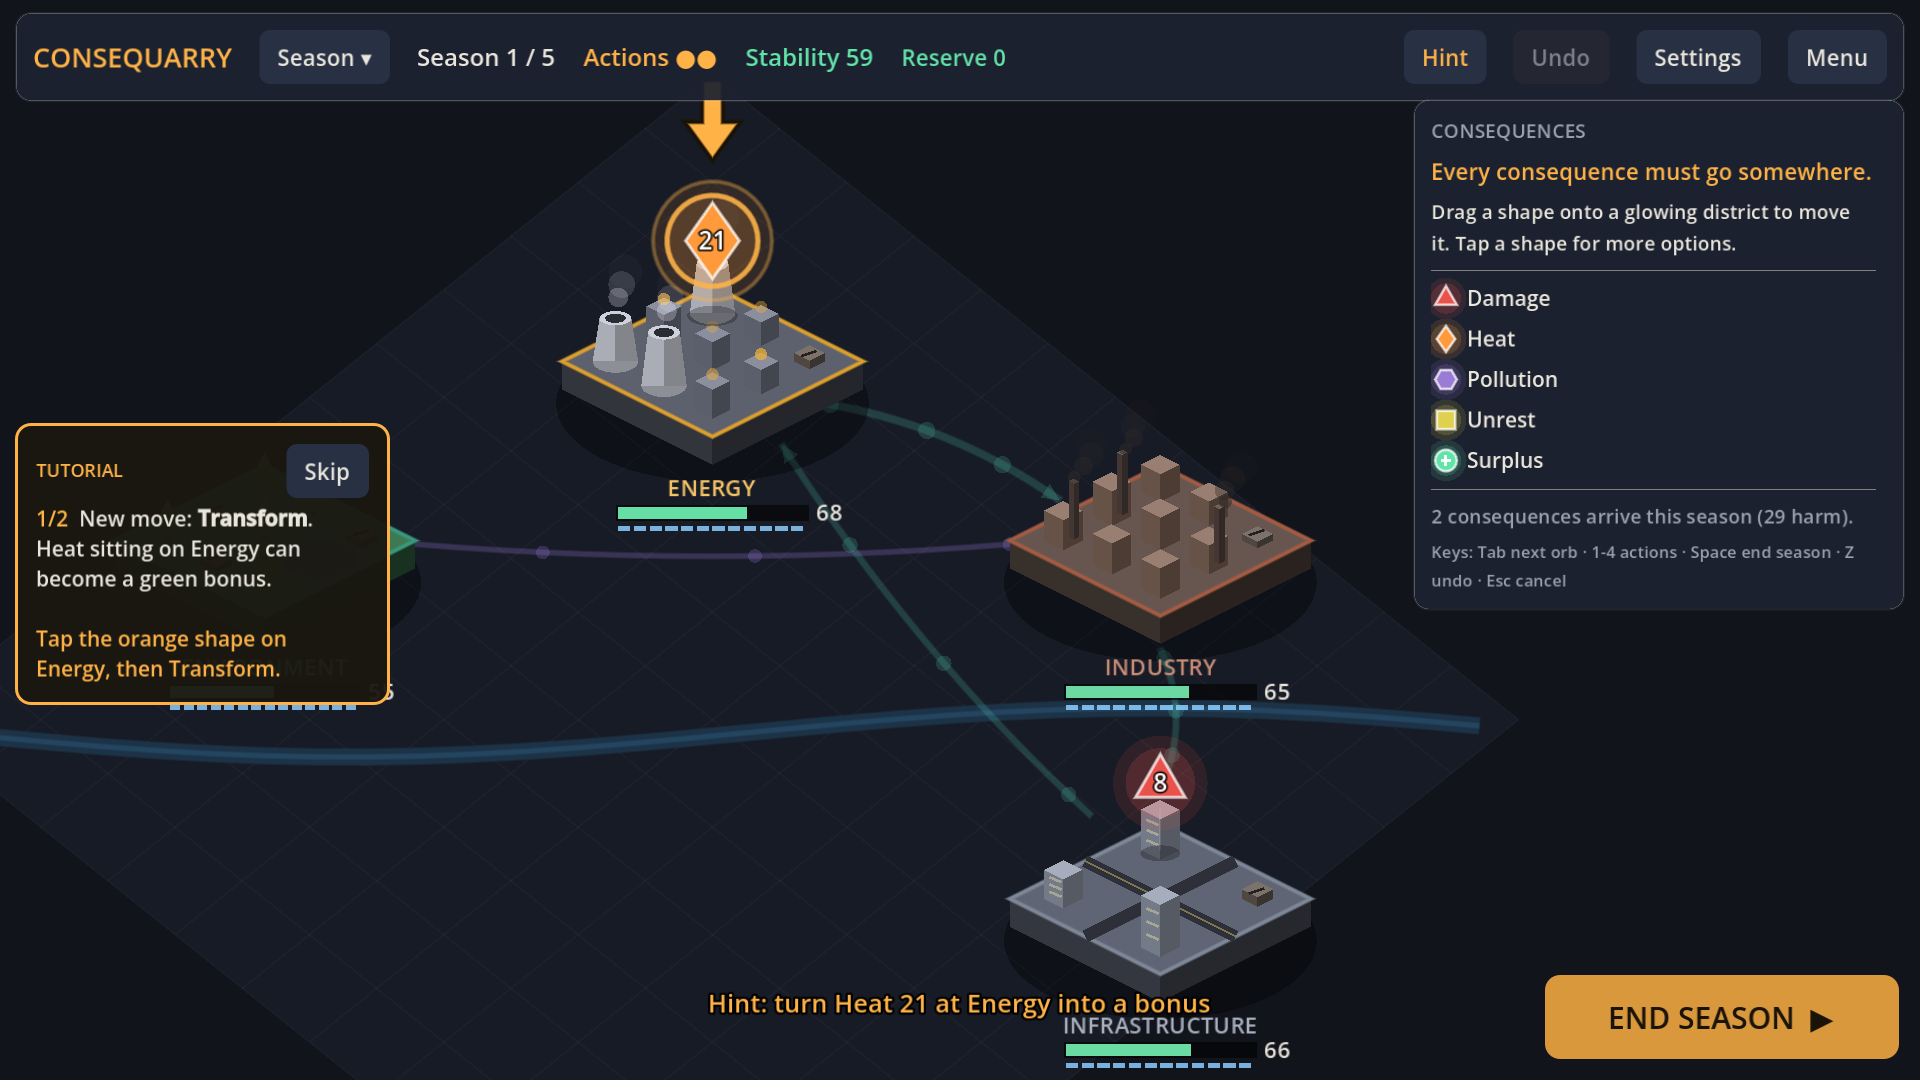 CONSEQUARRY
Season ▾
Season 1 / 5
Actions
Stability 59
Reserve 0
Hint
Undo
Settings
Menu
CONSEQUENCES
Every consequence must go somewhere.
Drag a shape onto a glowing district to move
it. Tap a shape for more options.
Damage
Heat
Pollution
Unrest
Surplus
2 consequences arrive this season (29 harm).
Keys: Tab next orb · 1-4 actions · Space end season · Z
undo · Esc cancel
21
ENERGY
68
TUTORIAL
Skip
1/2 New move: Transform.
Heat sitting on Energy can
become a green bonus.
Tap the orange shape on
Energy, then Transform.
INDUSTRY
65
8
Hint: turn Heat 21 at Energy into a bonus
INFRASTRUCTURE
66
END SEASON ▶